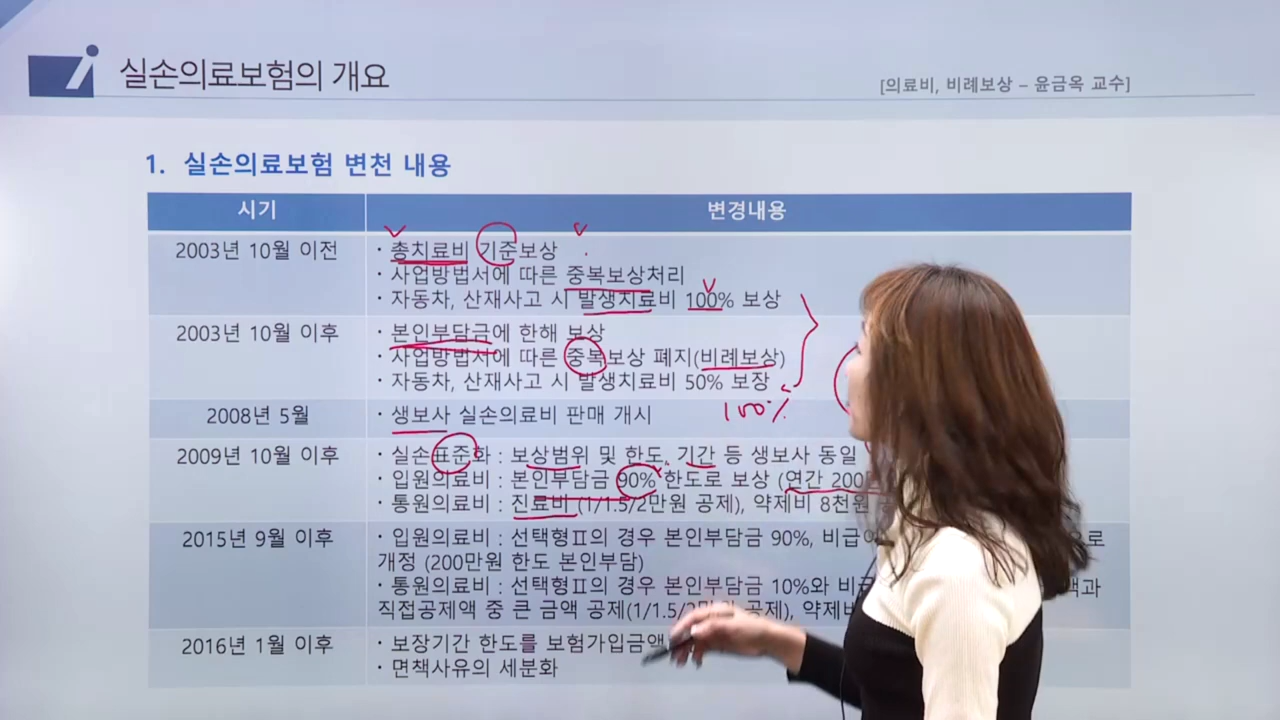 실손의료보험의 개요
[의료비, 비례보상 – 윤금옥 교수]
1. 실손의료보험 변천 내용
시기 변경내용
2003년 10월 이전
· 총치료비 기준보상
· 사업방법서에 따른 중복보상처리
· 자동차, 산재사고 시 발생치료비 100% 보상
2003년 10월 이후
· 본인부담금에 한해 보상
· 사업방법서에 따른 중복보상 폐지(비례보상)
· 자동차, 산재사고 시 발생치료비 50% 보장
100%
2008년 5월
· 생보사 실손의료비 판매 개시
2009년 10월 이후
· 실손표준화 : 보상범위 및 한도, 기간 등 생보사 동일
· 입원의료비 : 본인부담금 90% 한도로 보상 (연간 200
· 통원의료비 : 진료비 (1/1.5/2만원 공제), 약제비 8천원
2015년 9월 이후
· 입원의료비 : 선택형Ⅱ의 경우 본인부담금 90%, 로
개정 (200만원 한도 본인부담)
· 통원의료비 : 선택형Ⅱ의 경우 본인부담금 10%와
직접공제액 중 큰 금액 공제(1/1.5/ 공제), 약제비
2016년 1월 이후
· 보장기간 한도를 보험가입금액
· 면책사유의 세분화